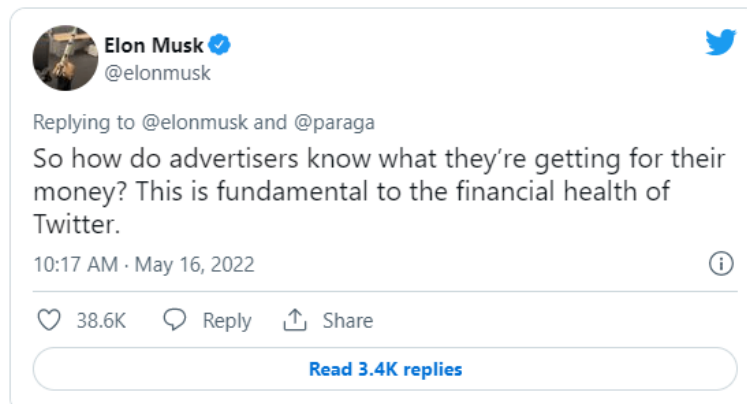 Elon Musk
@elonmusk
Replying to @elonmusk and @paraga
So how do advertisers know what they’re getting for their
money? This is fundamental to the financial health of
Twitter.
10:17 AM · May 16, 2022
38.6K Reply Share
Read 3.4K replies